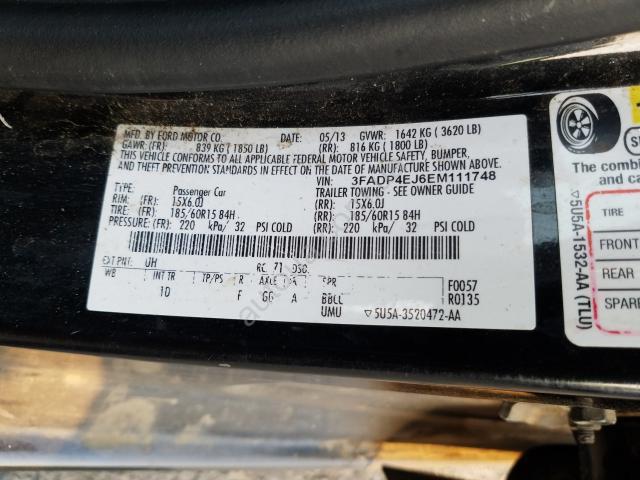 MFD. BY FORD MOTOR CO.
DATE: 05/13 GVWR: 1642 KG ( 3620 LB)
GAWR: (FR): 839 KG ( 1850 LB) (RR): 816 KG ( 1800 LB)
THIS VEHICLE CONFORMS TO ALL APPLICABLE FEDERAL MOTOR VEHICLE SAFETY, BUMPER,
AND THEFT PREVENTION STANDARDS IN EFFECT ON THE DATE OF MANUFACTURE SHOWN ABOVE.
VIN: 3FADP4EJ6EM111748
TYPE: Passenger Car TRAILER TOWING - SEE OWNER GUIDE
RIM: (FR): 15X6.0J (RR): 15X6.0J
TIRE: (FR): 185/60R15 84H (RR): 185/60R15 84H
PRESSURE: (FR): 220 kPa/ 32 PSI COLD (RR): 220 kPa/ 32 PSI COLD
EXT PNT: UH RC: 71 DSO:
WB INT TR TP/PS R AXLE TR SPR F0057
10 F GG A BBLL R0135
UMU ▽5U5A-3520472-AA
The combin
car
TIRE
FRONT
REAR
SPARE
▽5U5A-1532-AA (TLU)